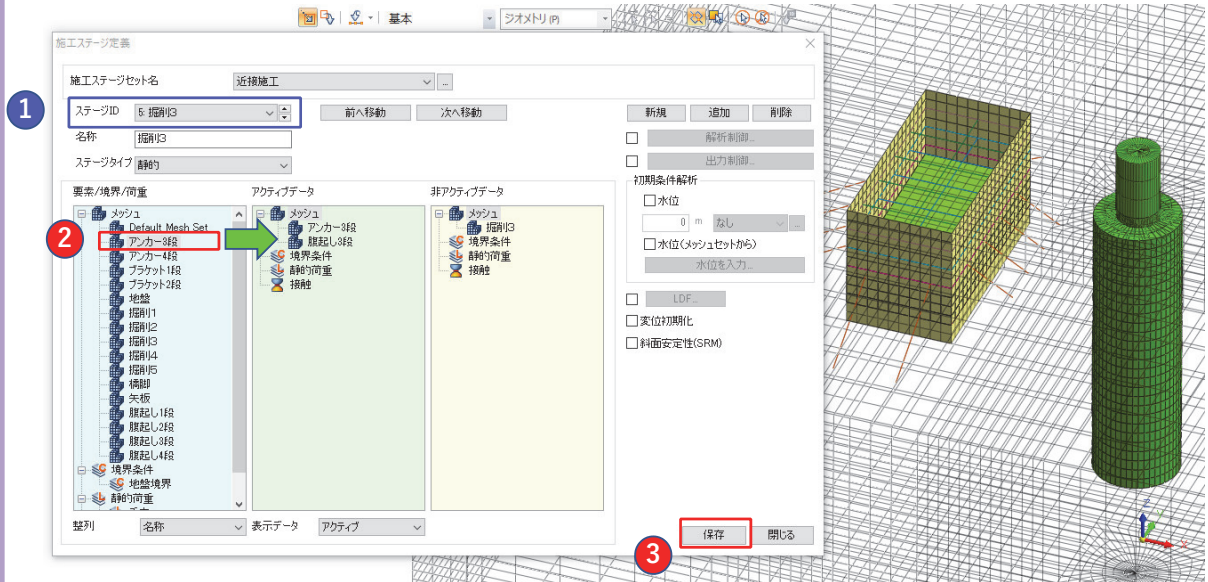 基本
ジオメトリ(P)
施工ステージ定義
施工ステージセット名
近接施工
...
1
ステージID
5: 掘削3
前へ移動
次へ移動
新規
追加
削除
名称
掘削3
解析制御...
ステージタイプ
静的
出力制御...
要素/境界/荷重
アクティブデータ
非アクティブデータ
初期条件解析
2
メッシュ
Default Mesh Set
アンカー3段
アンカー4段
ブラケット1段
ブラケット2段
地盤
掘削1
掘削2
掘削3
掘削4
掘削5
橋脚
矢板
腹起し1段
腹起し2段
腹起し3段
腹起し4段
境界条件
地盤境界
静的荷重
メッシュ
アンカー3段
腹起し3段
境界条件
静的荷重
接触
メッシュ
掘削3
境界条件
静的荷重
接触
水位
0 m なし ...
水位(メッシュセットから)
水位を入力...
LDF...
変位初期化
斜面安定性(SRM)
整列
名称
表示データ
アクティブ
3
保存
閉じる
Z
Y
X